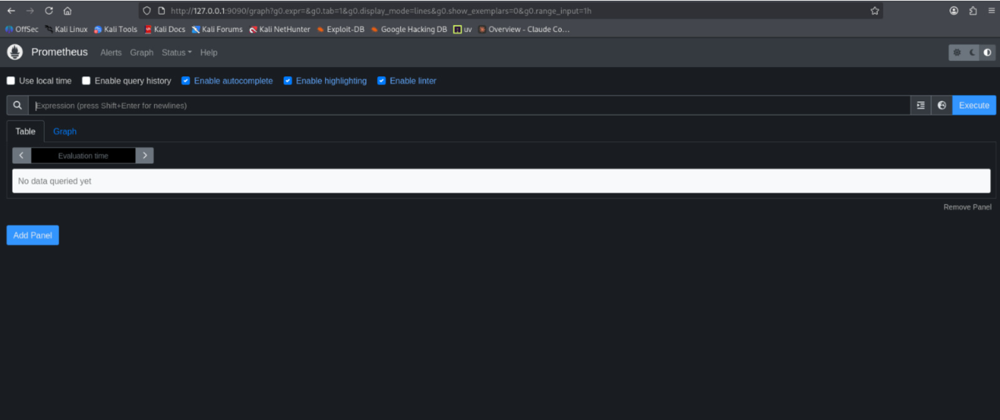 http://127.0.0.1:9090/graph?g0.expr=&g0.tab=1&g0.display_mode=lines&g0.show_exemplars=0&g0.range_input=1h
OffSec Kali Linux Kali Tools Kali Docs Kali Forums Kali NetHunter Exploit-DB Google Hacking DB uv Overview - Claude Co...
Prometheus Alerts Graph Status Help
Use local time Enable query history Enable autocomplete Enable highlighting Enable linter
Expression (press Shift+Enter for newlines) Execute
Table Graph
Evaluation time
No data queried yet
Remove Panel
Add Panel